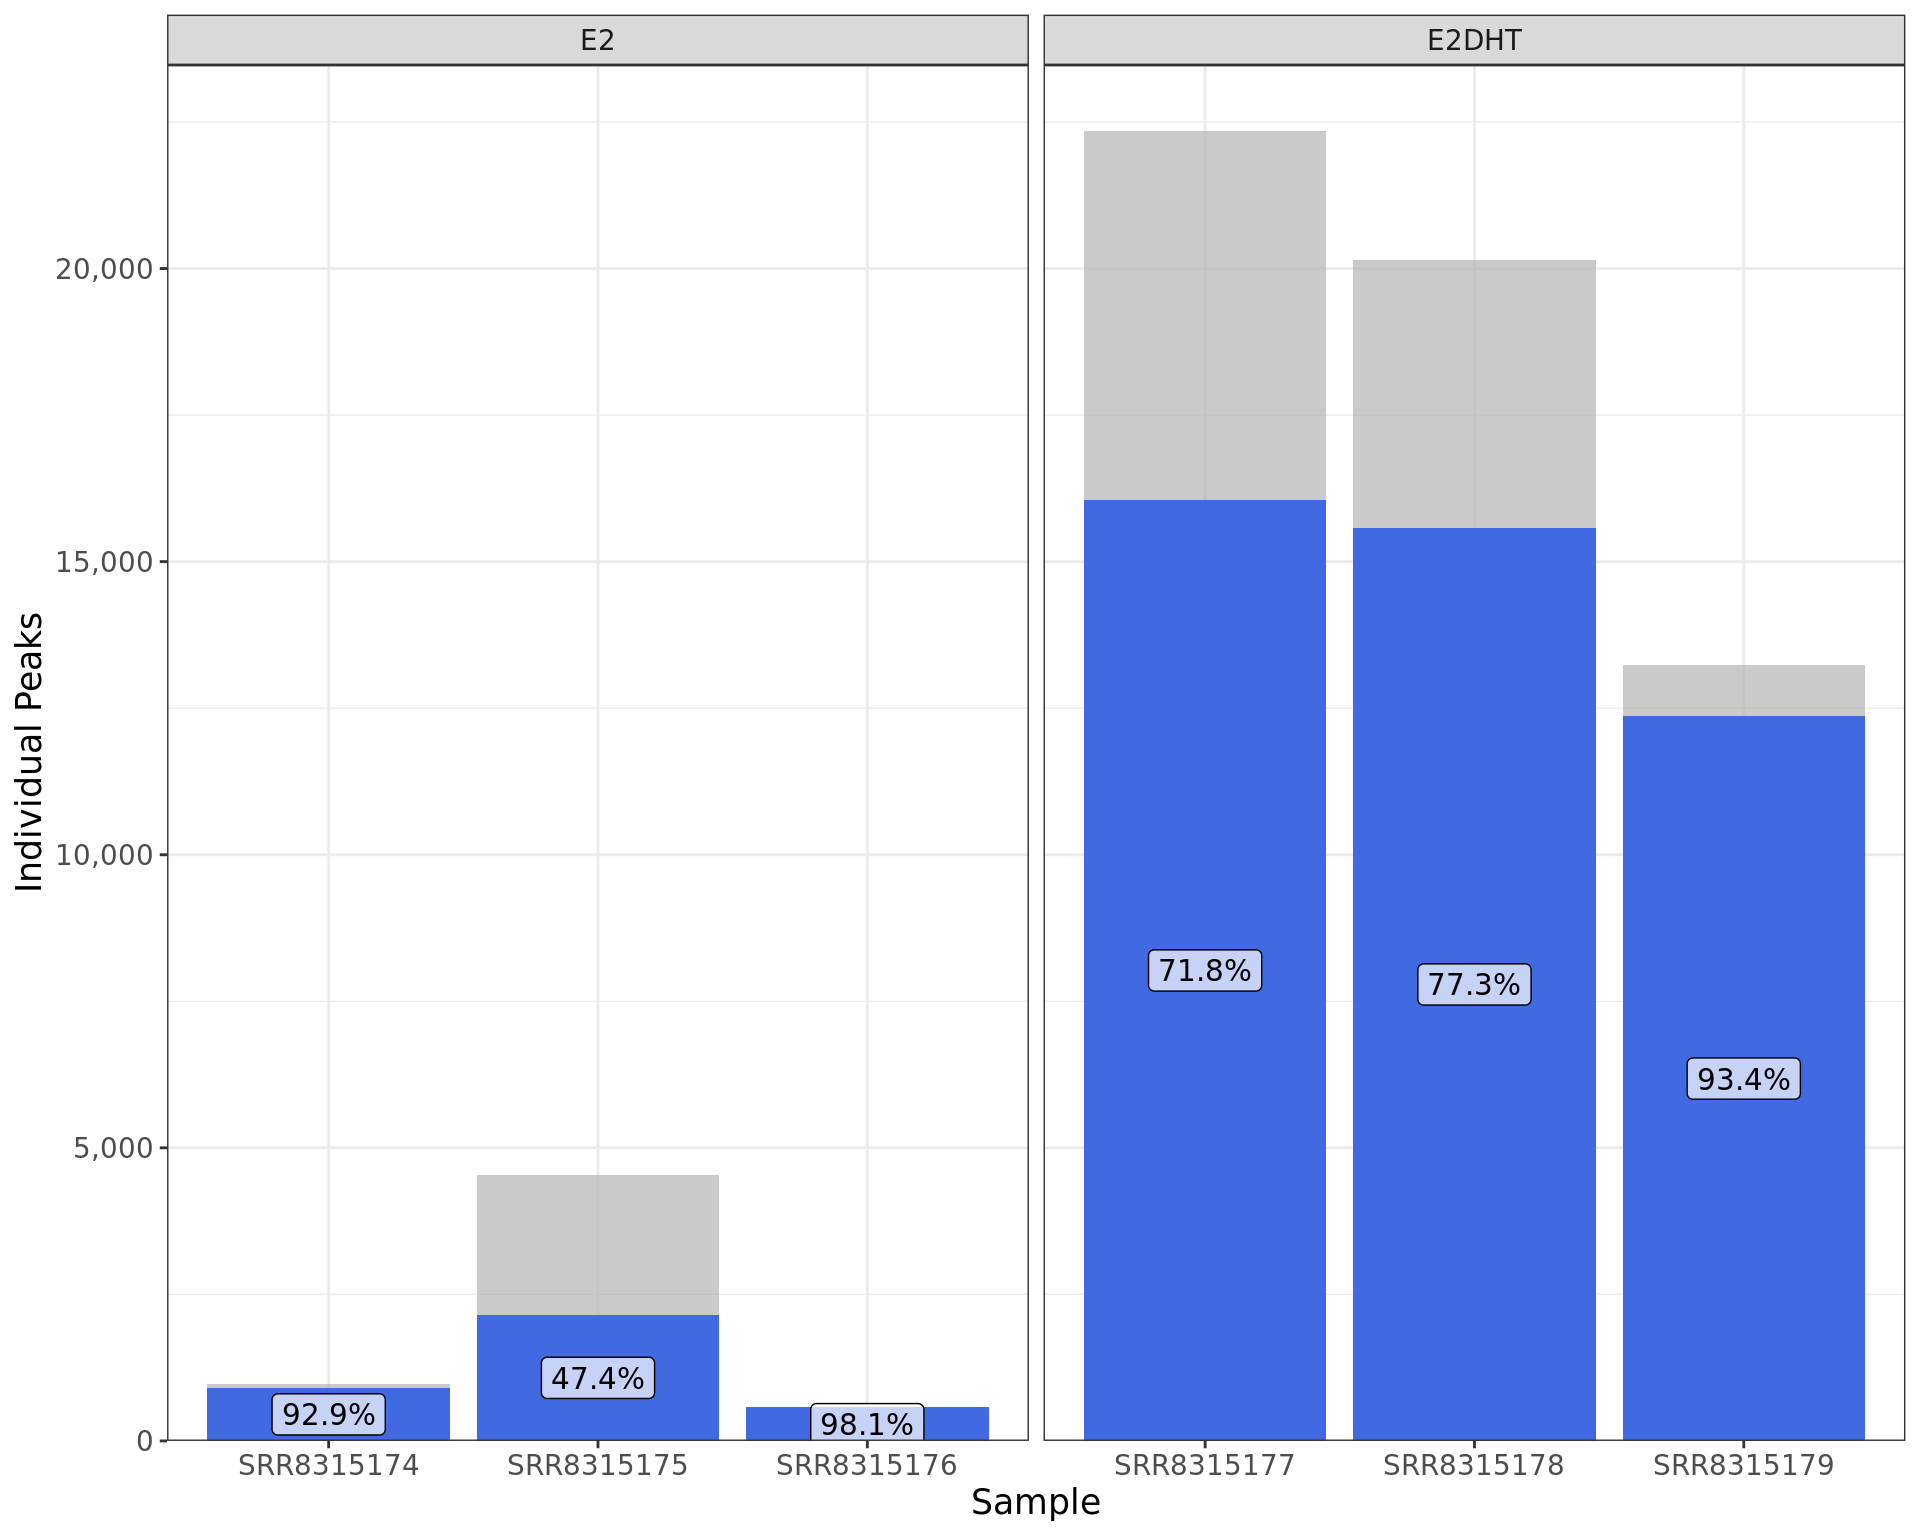 E2
E2DHT
Individual Peaks
20,000
15,000
10,000
5,000
0
71.8%
77.3%
93.4%
47.4%
92.9%
98.1%
SRR8315174
SRR8315175
SRR8315176
SRR8315177
SRR8315178
SRR8315179
Sample